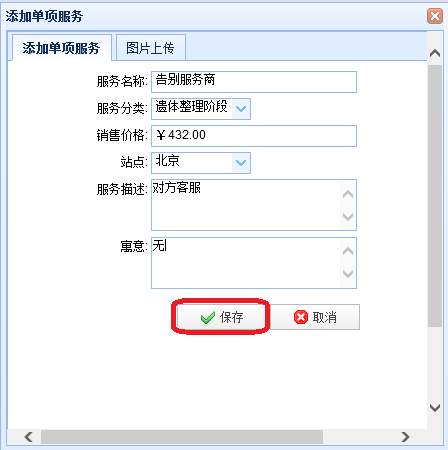 添加单项服务
添加单项服务 图片上传
服务名称: 告别服务商
服务分类: 遗体整理阶段
销售价格: ￥432.00
站点: 北京
服务描述: 对方客服
寓意: 无
保存 取消